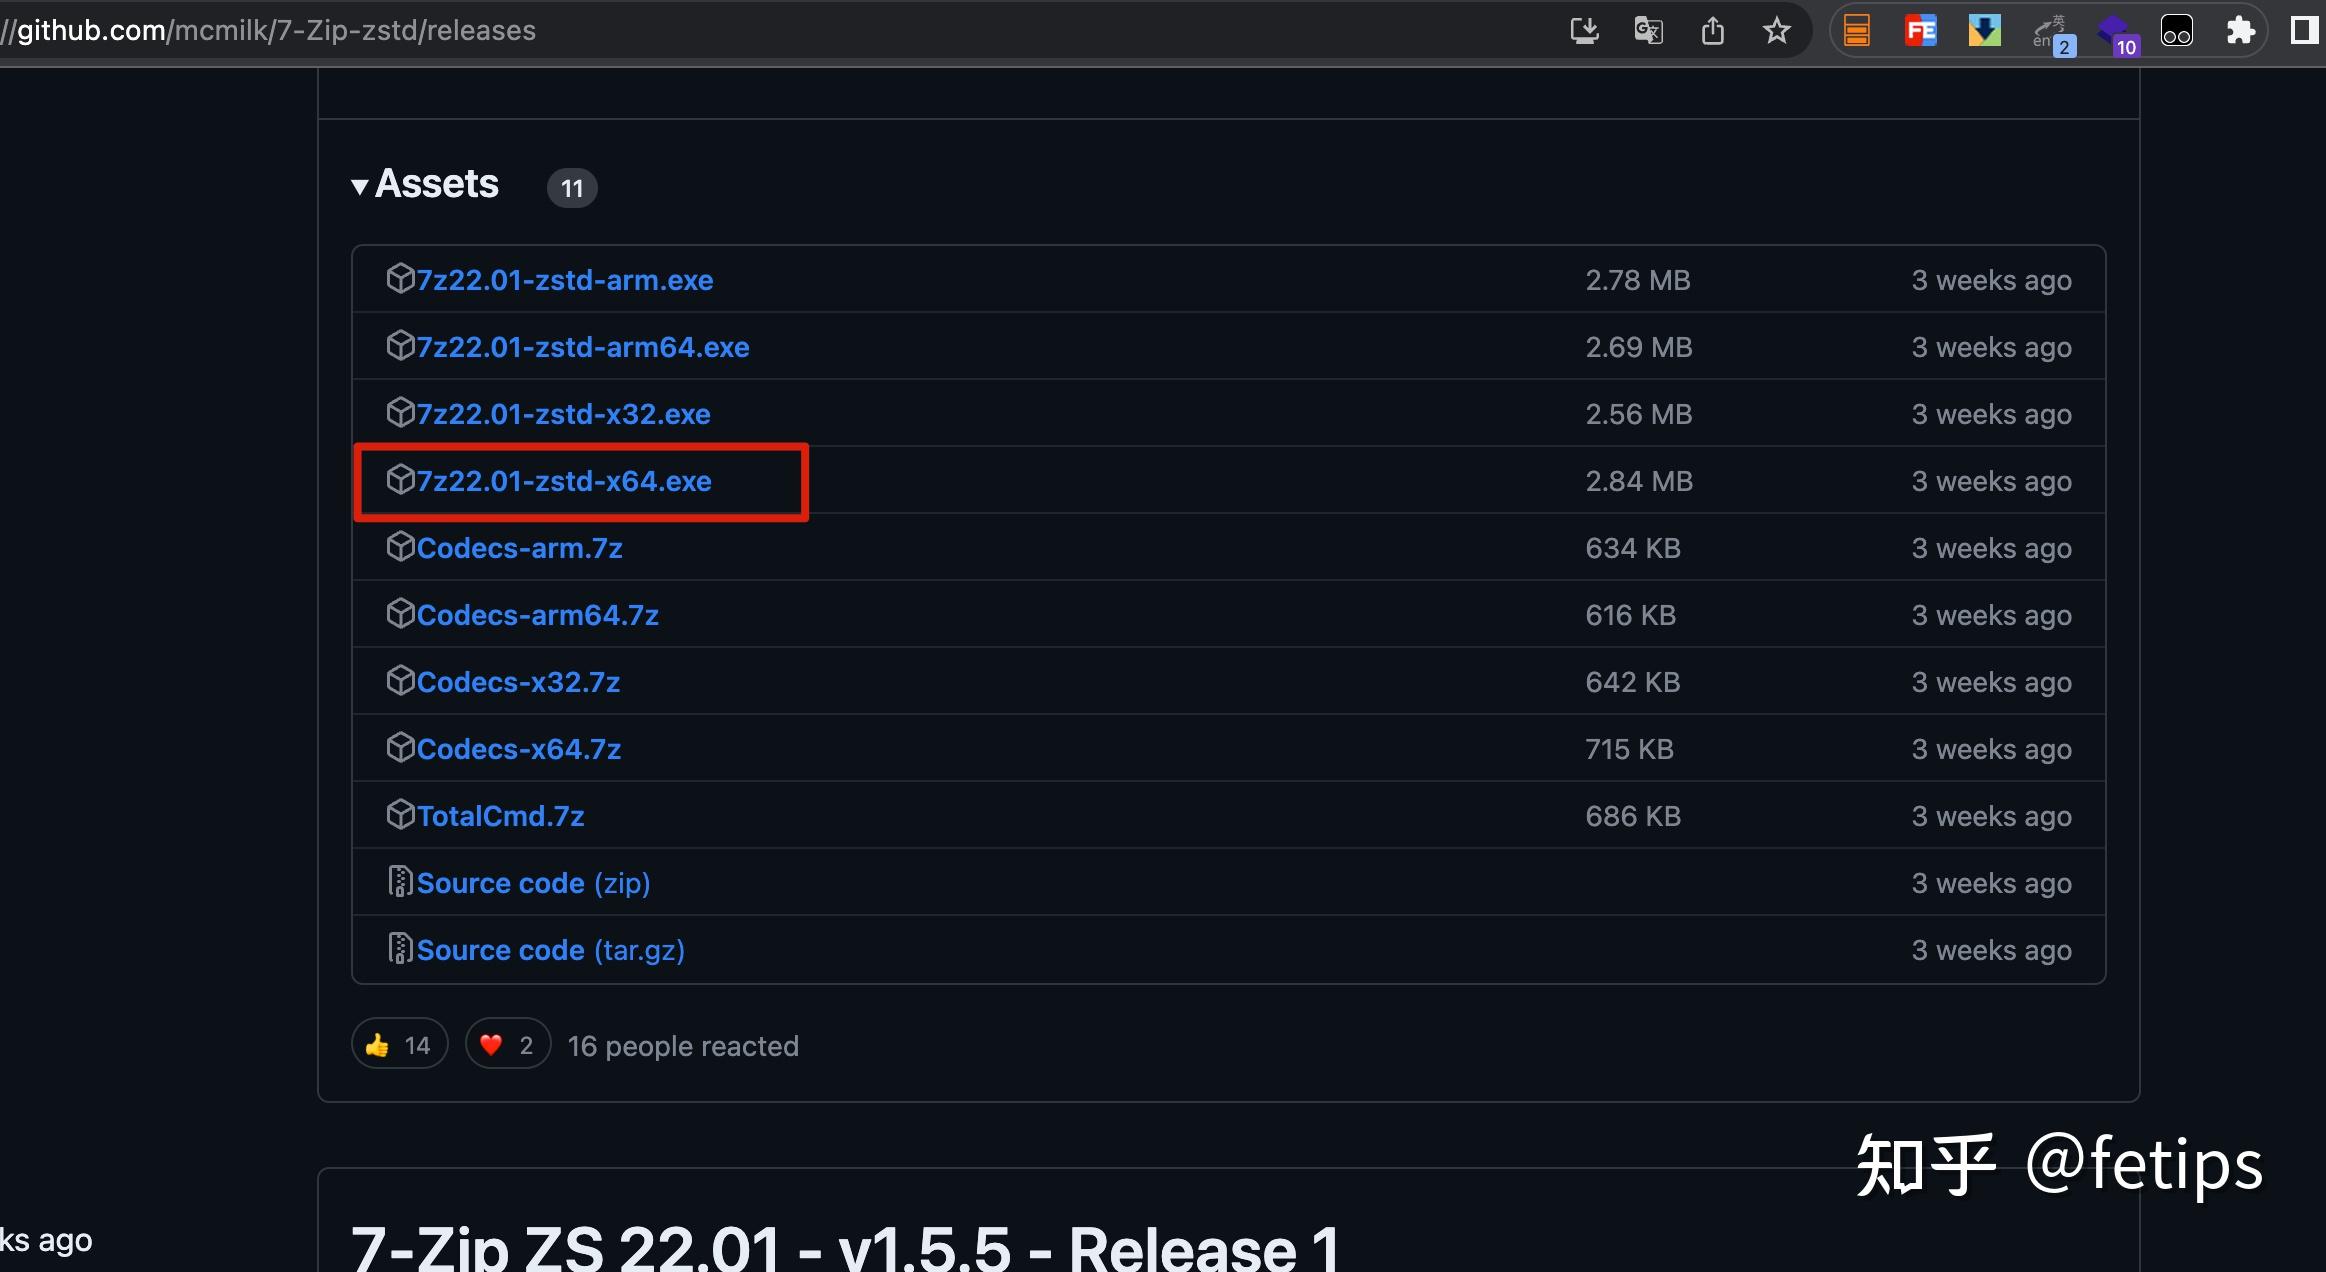 //github.com/mcmilk/7-Zip-zstd/releases
FE
英
en
2
10
Assets 11
7z22.01-zstd-arm.exe 2.78 MB 3 weeks ago
7z22.01-zstd-arm64.exe 2.69 MB 3 weeks ago
7z22.01-zstd-x32.exe 2.56 MB 3 weeks ago
7z22.01-zstd-x64.exe 2.84 MB 3 weeks ago
Codecs-arm.7z 634 KB 3 weeks ago
Codecs-arm64.7z 616 KB 3 weeks ago
Codecs-x32.7z 642 KB 3 weeks ago
Codecs-x64.7z 715 KB 3 weeks ago
TotalCmd.7z 686 KB 3 weeks ago
Source code (zip) 3 weeks ago
Source code (tar.gz) 3 weeks ago
👍 14 ❤️ 2 16 people reacted
知乎 @fetips
ks ago
7-Zip ZS 22.01 - v1.5.5 - Release 1